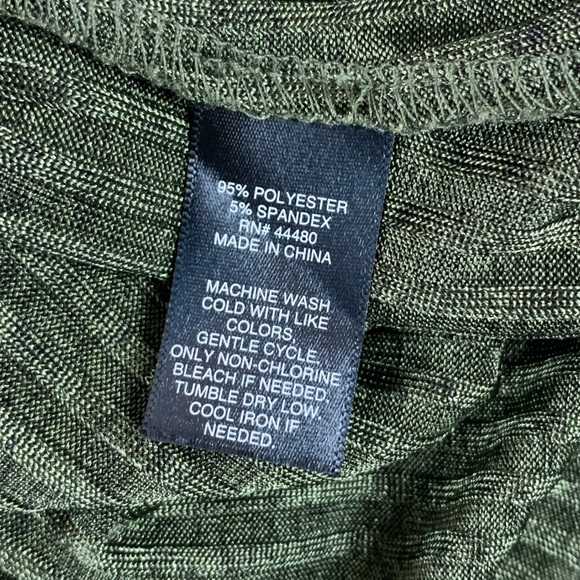 95% POLYESTER
5% SPANDEX
RN# 44480
MADE IN CHINA
MACHINE WASH
COLD WITH LIKE
COLORS,
GENTLE CYCLE
ONLY NON-CHLORINE
BLEACH IF NEEDED,
TUMBLE DRY LOW,
COOL IRON IF
NEEDED